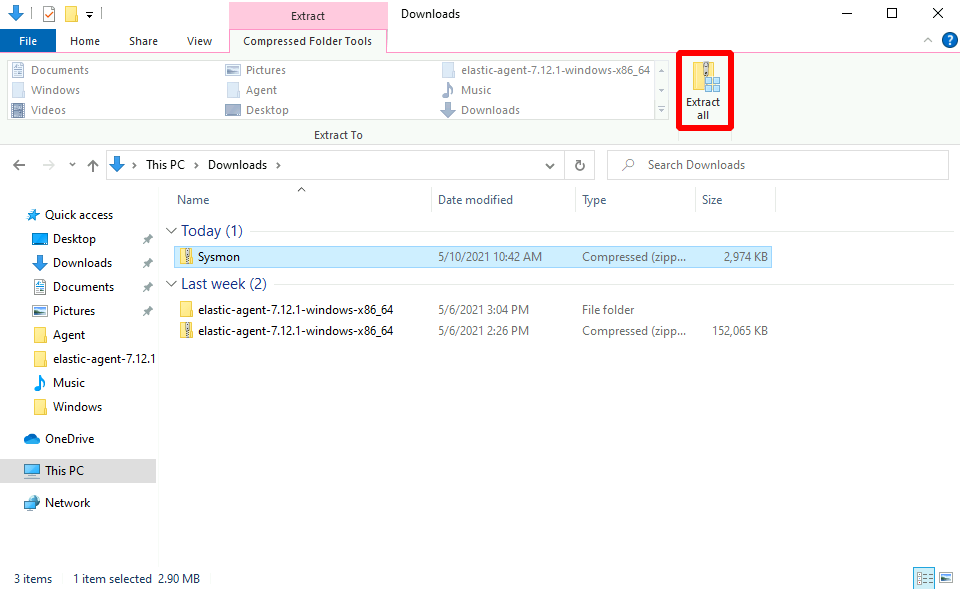 Extract
Downloads
File
Home
Share
View
Compressed Folder Tools
Documents
Pictures
elastic-agent-7.12.1-windows-x86_64
Windows
Agent
Music
Videos
Desktop
Downloads
Extract
all
Extract To
This PC
Downloads
Search Downloads
Name
Date modified
Type
Size
Quick access
Desktop
Downloads
Documents
Pictures
Agent
elastic-agent-7.12.1
Music
Windows
OneDrive
This PC
Network
Today (1)
Sysmon 5/10/2021 10:42 AM Compressed (zipp... 2,974 KB
Last week (2)
elastic-agent-7.12.1-windows-x86_64 5/6/2021 3:04 PM File folder
elastic-agent-7.12.1-windows-x86_64 5/6/2021 2:26 PM Compressed (zipp... 152,065 KB
3 items
1 item selected 2.90 MB